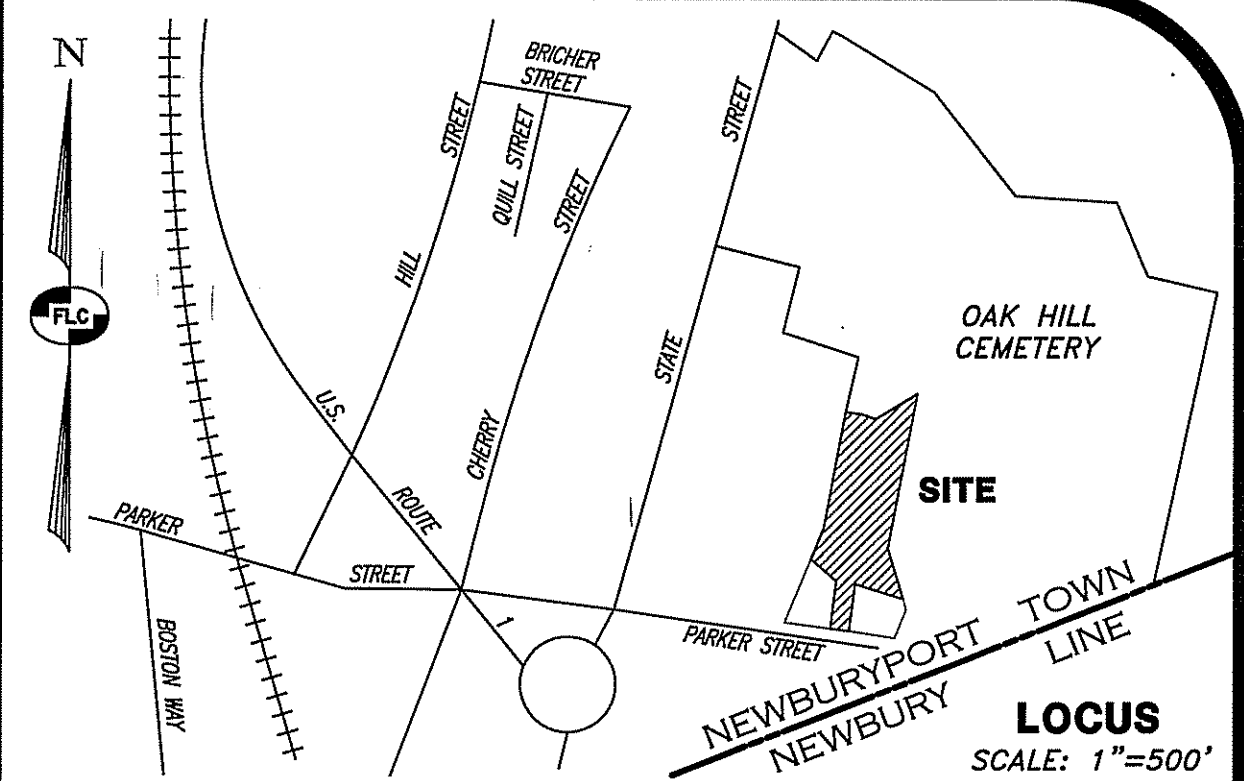 N
BRICHER
STREET
STREET
QUILL STREET
STREET
STREET
HILL
FLC
OAK HILL
CEMETERY
STATE
U.S.
CHERRY
ROUTE
SITE
PARKER
STREET
1
BOSTON WAY
PARKER STREET
NEWBURYPORT TOWN
NEWBURY LINE
LOCUS
SCALE: 1"=500'